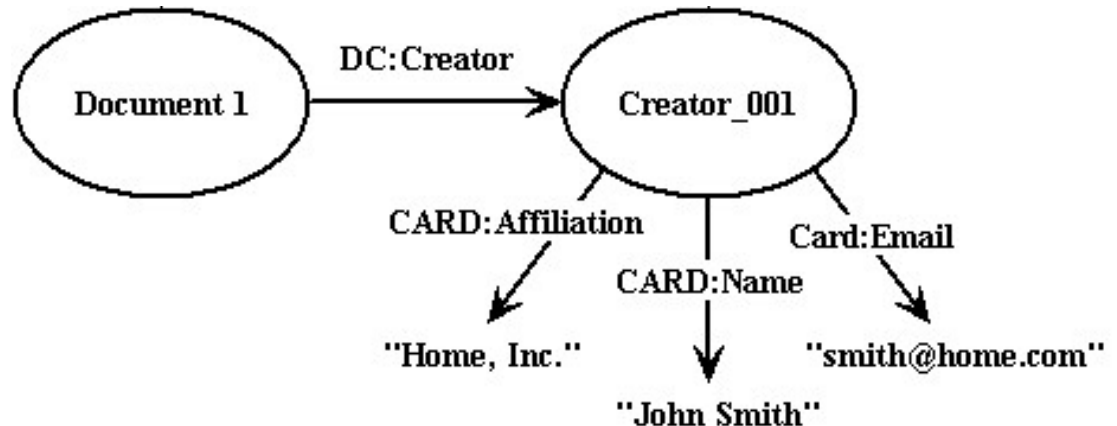 DC:Creator
Document 1
Creator_001
CARD:Affiliation
Card:Email
CARD:Name
"Home, Inc."
"smith@home.com"
"John Smith"